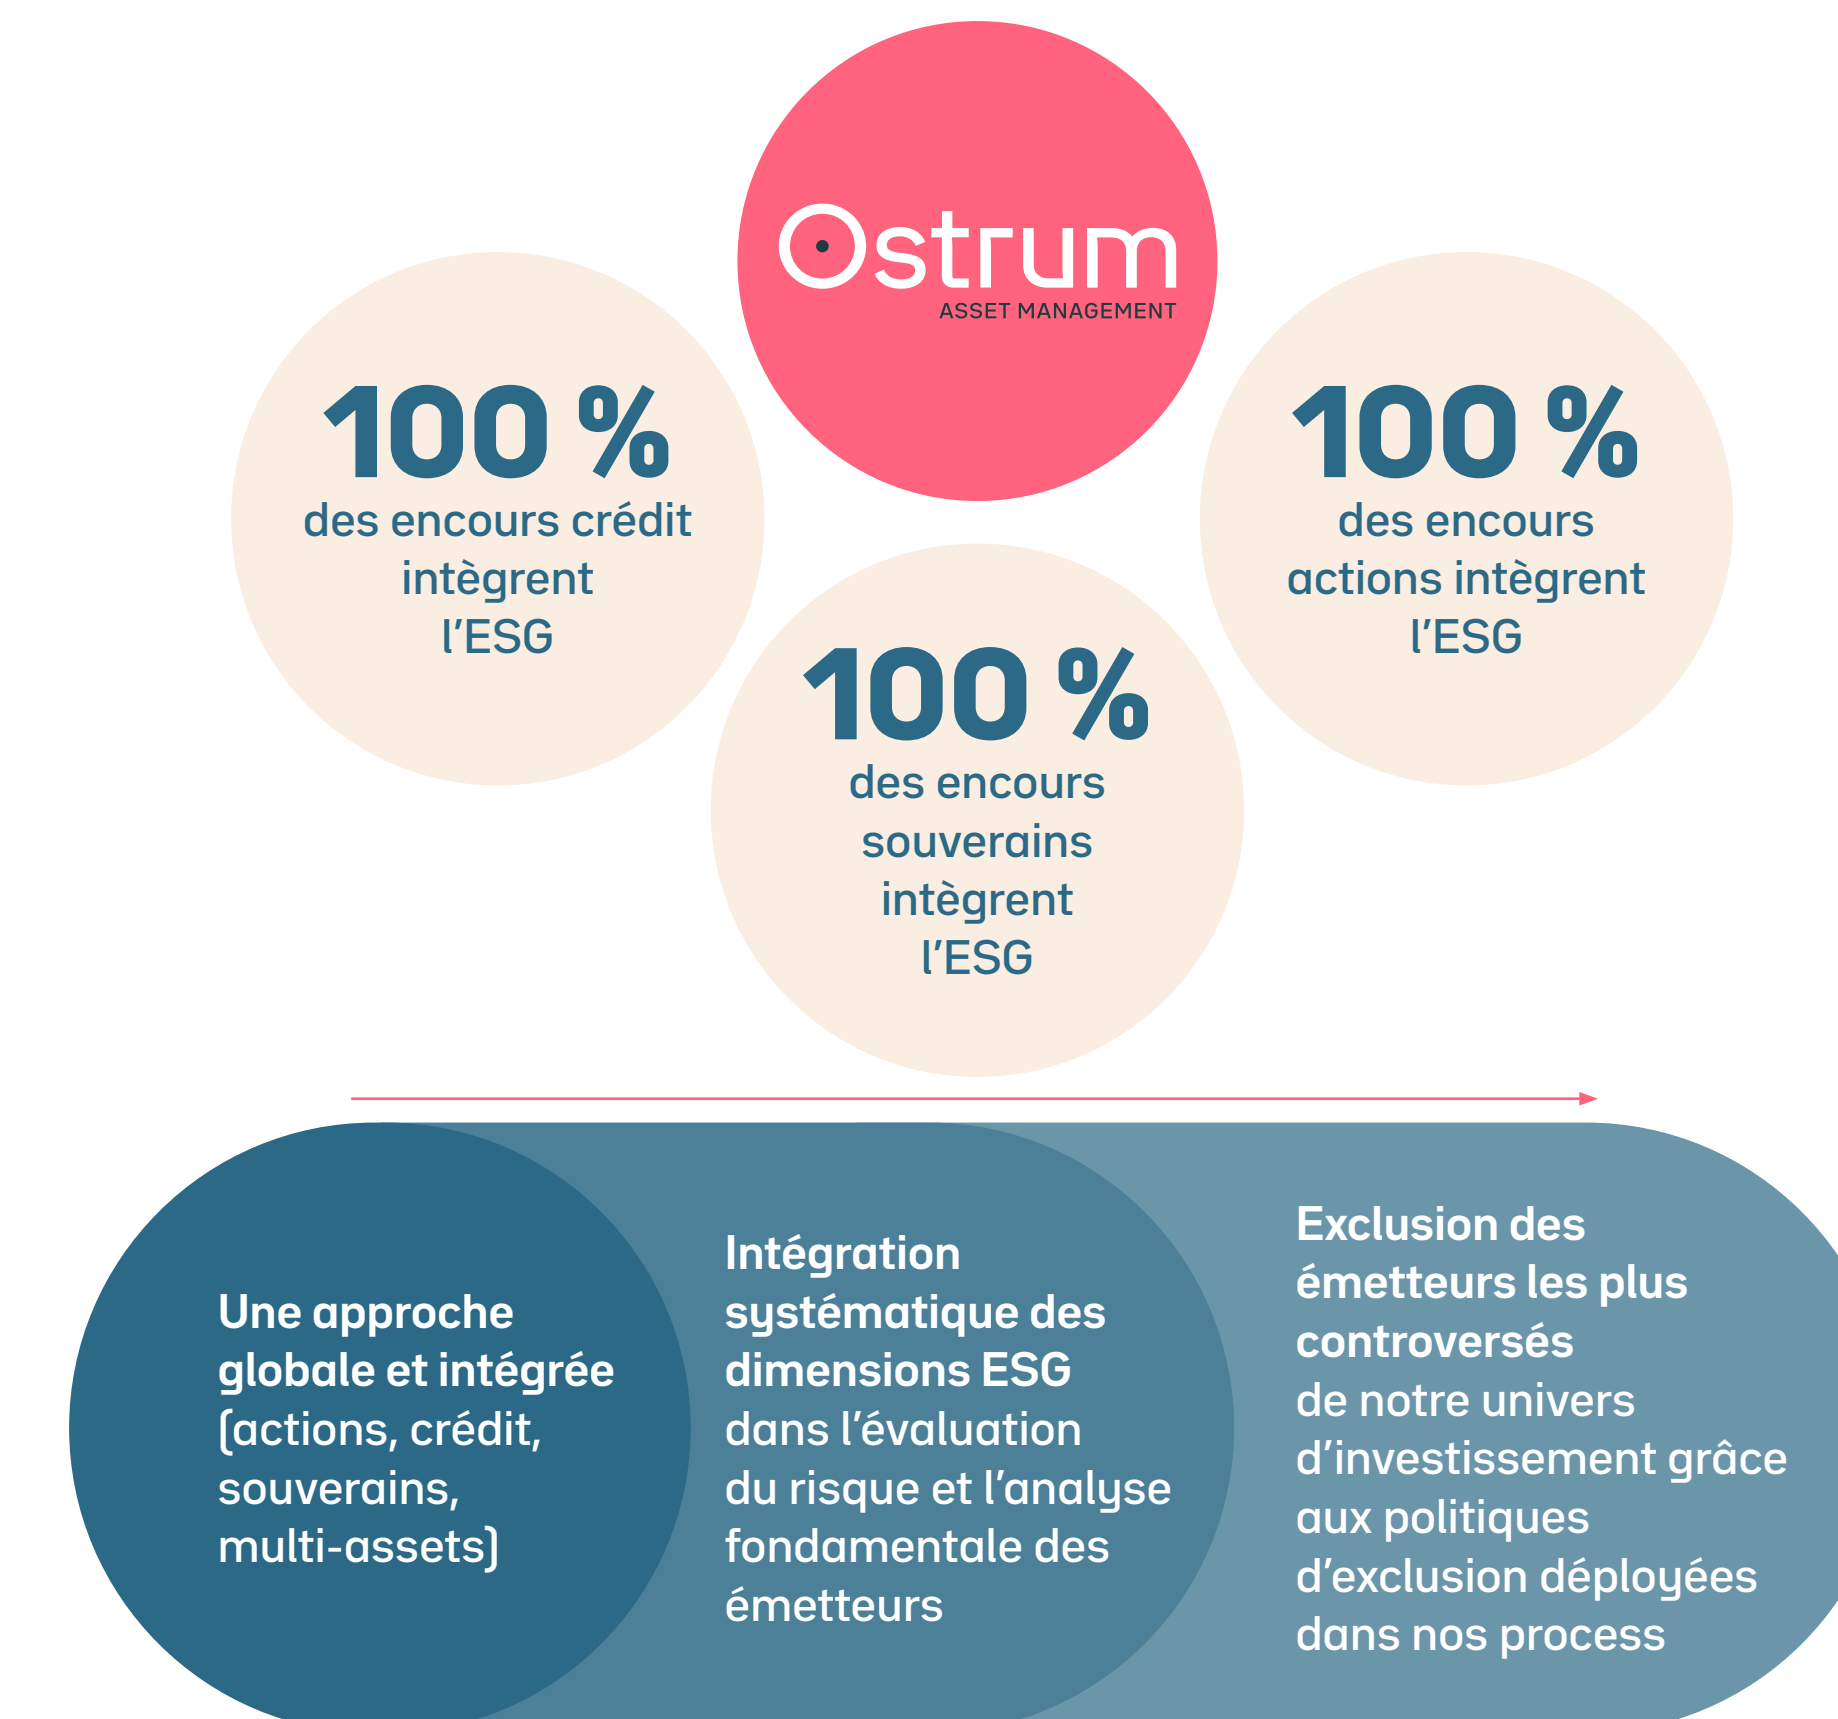 Ostrum
ASSET MANAGEMENT
100 %
des encours crédit
intègrent
l'ESG
100 %
des encours
actions intègrent
l'ESG
100 %
des encours
souverains
intègrent
l'ESG
Une approche
globale et intégrée
(actions, crédit,
souverains,
multi-assets)
Intégration
systématique des
dimensions ESG
dans l'évaluation
du risque et l'analyse
fondamentale des
émetteurs
Exclusion des
émetteurs les plus
controversés
de notre univers
d'investissement grâce
aux politiques
d'exclusion déployées
dans nos process